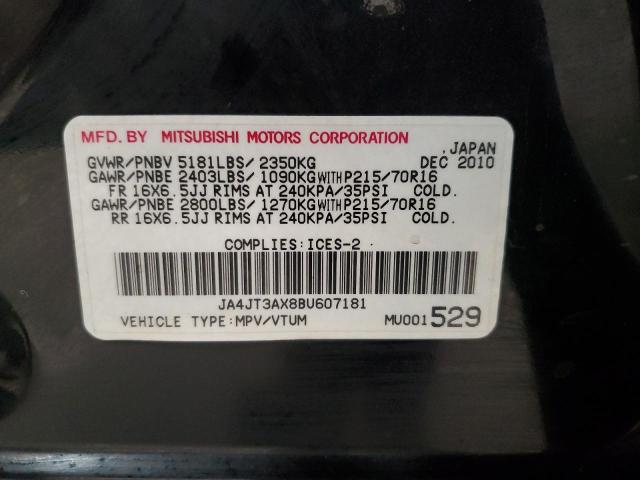 MFD. BY MITSUBISHI MOTORS CORPORATION
, JAPAN
GVWR/PNBV 5181LBS/ 2350KG DEC 2010
GAWR/PNBE 2403LBS/ 1090KG WITH P215/70R16
FR 16X6.5JJ RIMS AT 240KPA/35PSI COLD.
GAWR/PNBE 2800LBS/ 1270KG WITH P215/70R16
RR 16X6.5JJ RIMS AT 240KPA/35PSI COLD.
COMPLIES:ICES-2
JA4JT3AX8BU607181
VEHICLE TYPE:MPV/VTUM MU001529